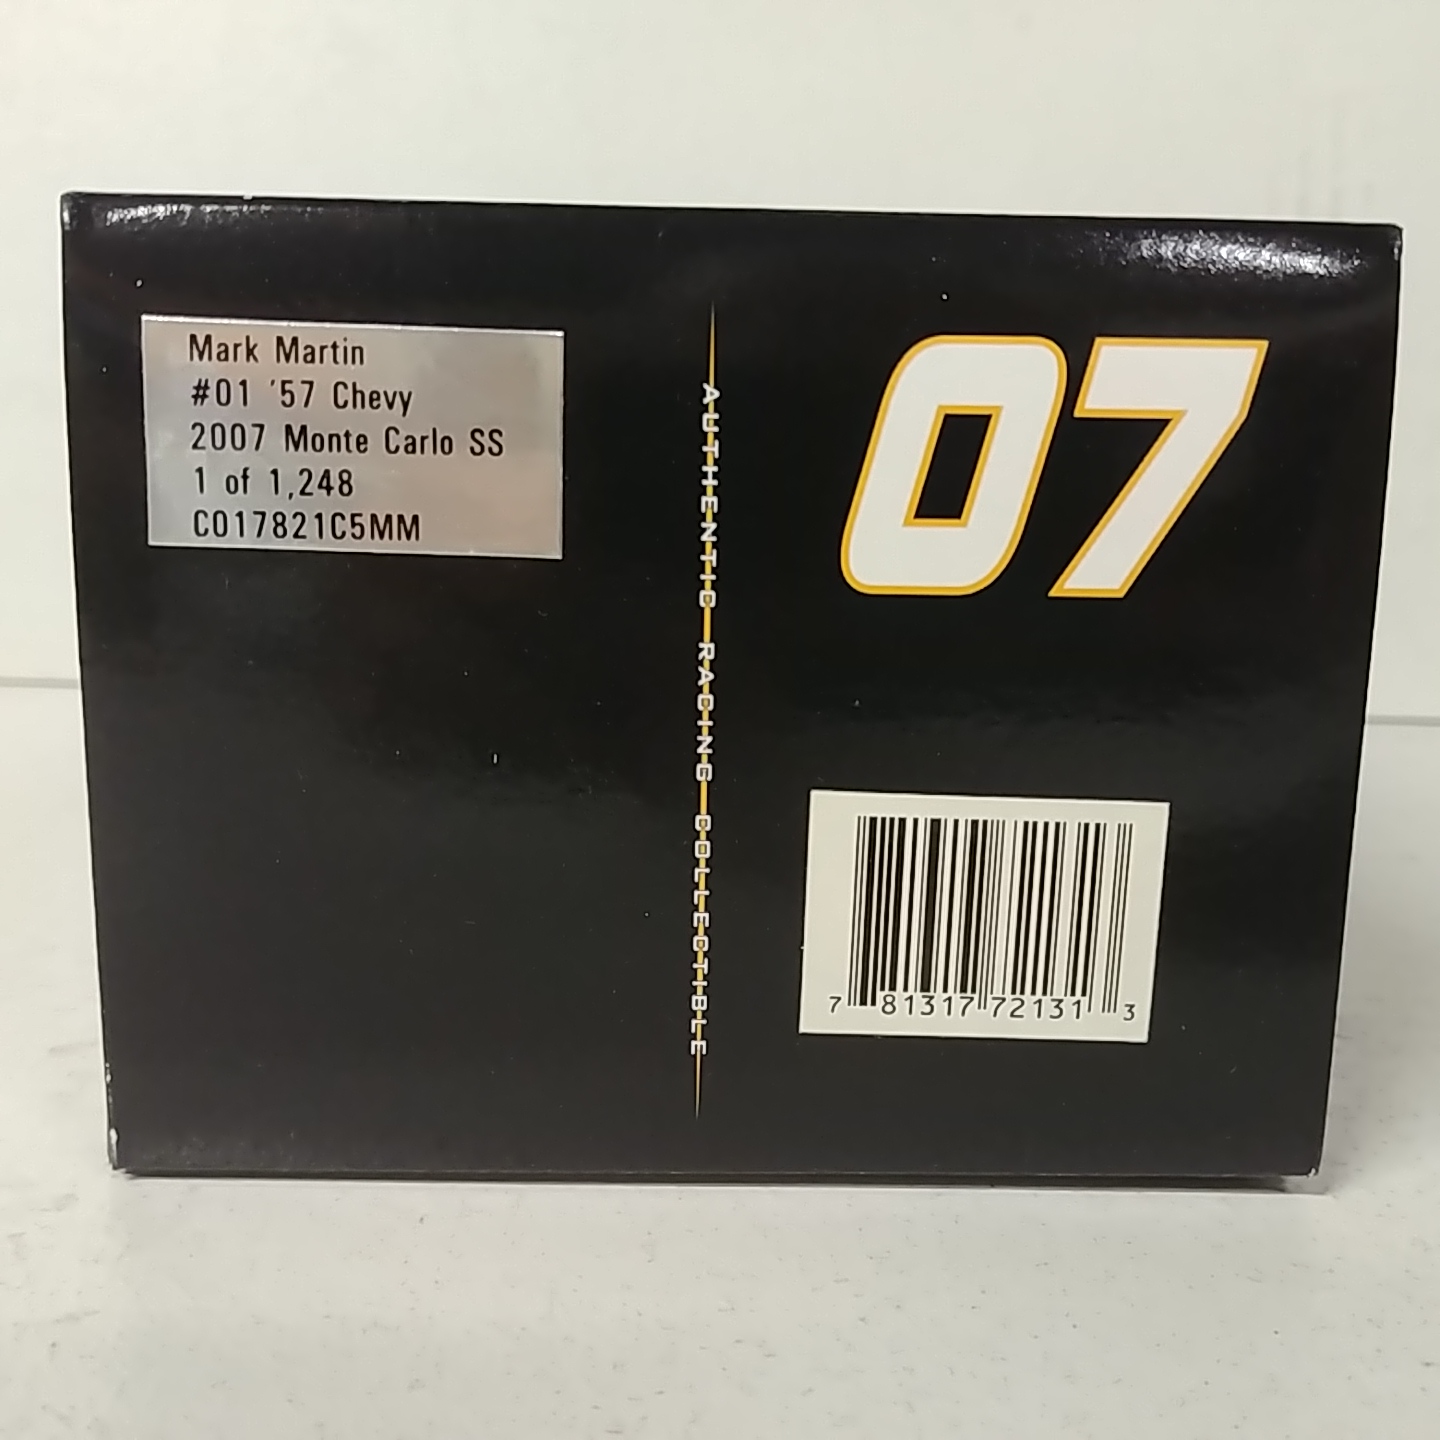 Mark Martin
#01 '57 Chevy
2007 Monte Carlo SS
1 of 1,248
C017821C5MM
AUTHENTIC RACING COLLECTIBLE
07
7 81317 72131 3